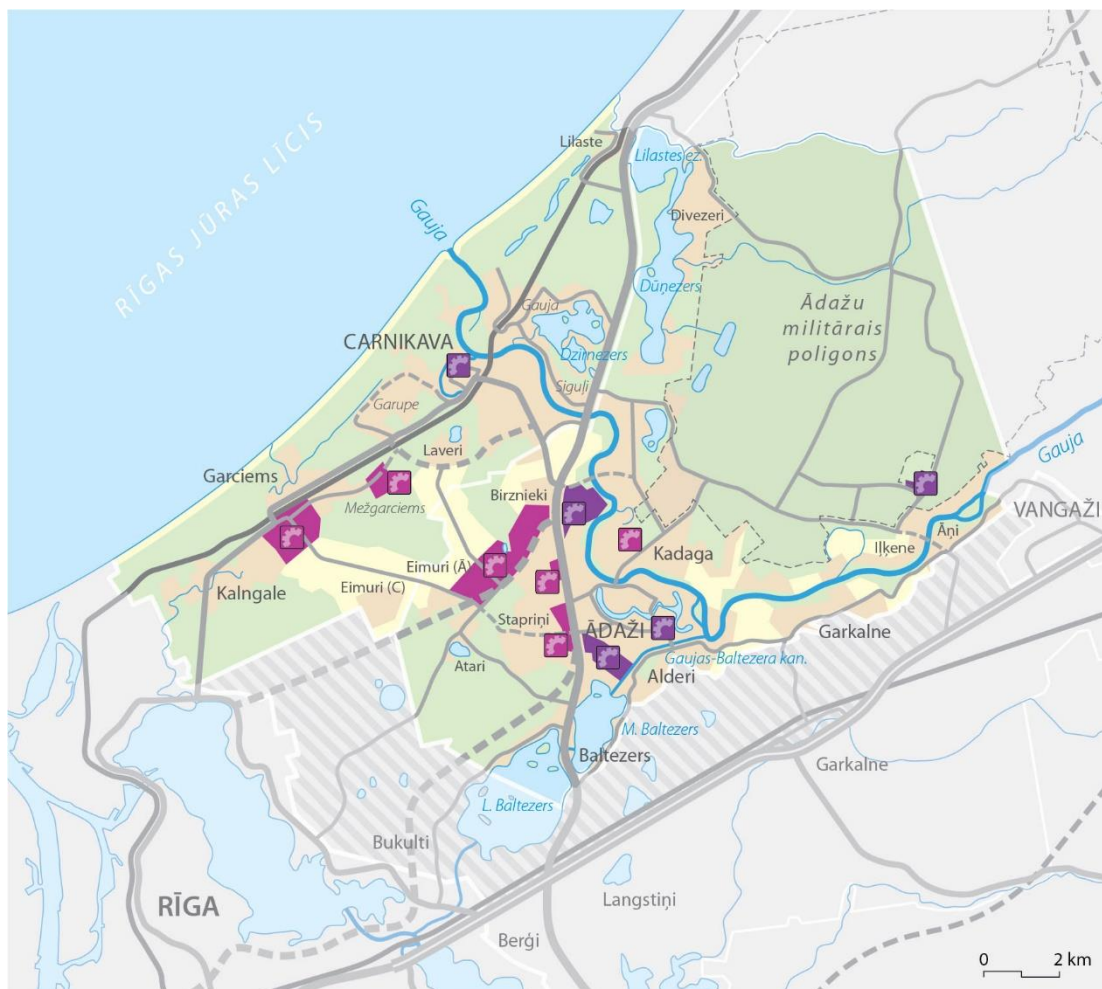 Lilaste
Lilastes ez.
RĪGAS JŪRAS LĪCIS
Gauja
Divezeri
Dūņezers
Gauja
Ādažu
militārais
poligons
CARNIKAVA
Dzirnezers
Siguļi
Garupe
Laveri
Gauja
Garciems
Mežgarciems
Birznieki
VANGAŽI
Āņi
Iļķene
Kadaga
Kalngale
Eimuri (C)
Eimuri (Ā)
Stapriņi
ĀDAŽI
Garkalne
Gaujas-Baltezera kan.
Atari
Alderi
M. Baltezers
Baltezers
Garkalne
L. Baltezers
Bukulti
RĪGA
Langstiņi
Berģi
0 2 km